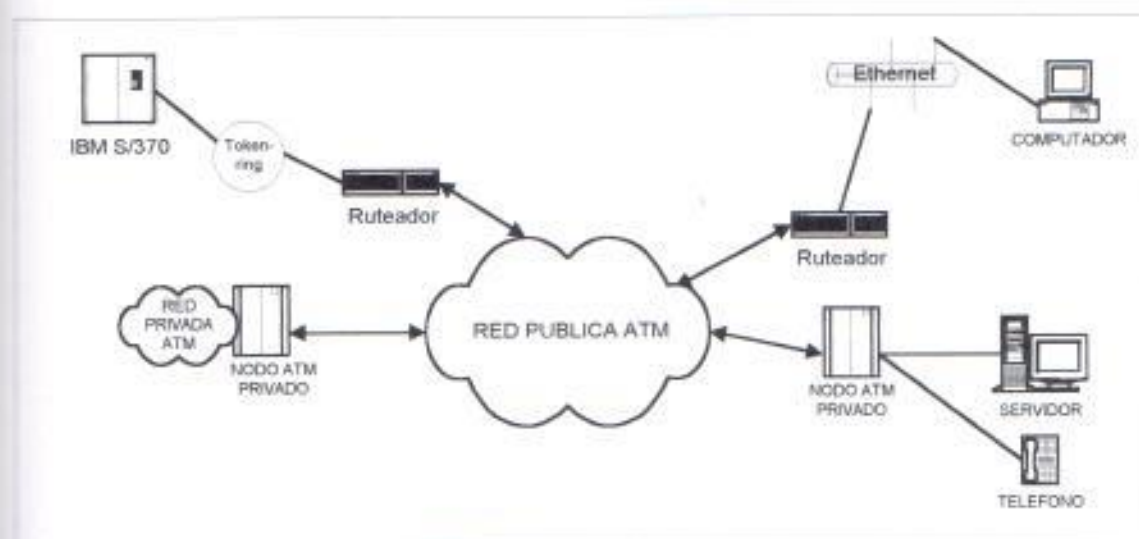 IBM S/370
Token-
ring
Ruteador
Ethernet
COMPUTADOR
Ruteador
RED
PRIVADA
ATM
NODO ATM
PRIVADO
RED PUBLICA ATM
NODO ATM
PRIVADO
SERVIDOR
TELEFONO